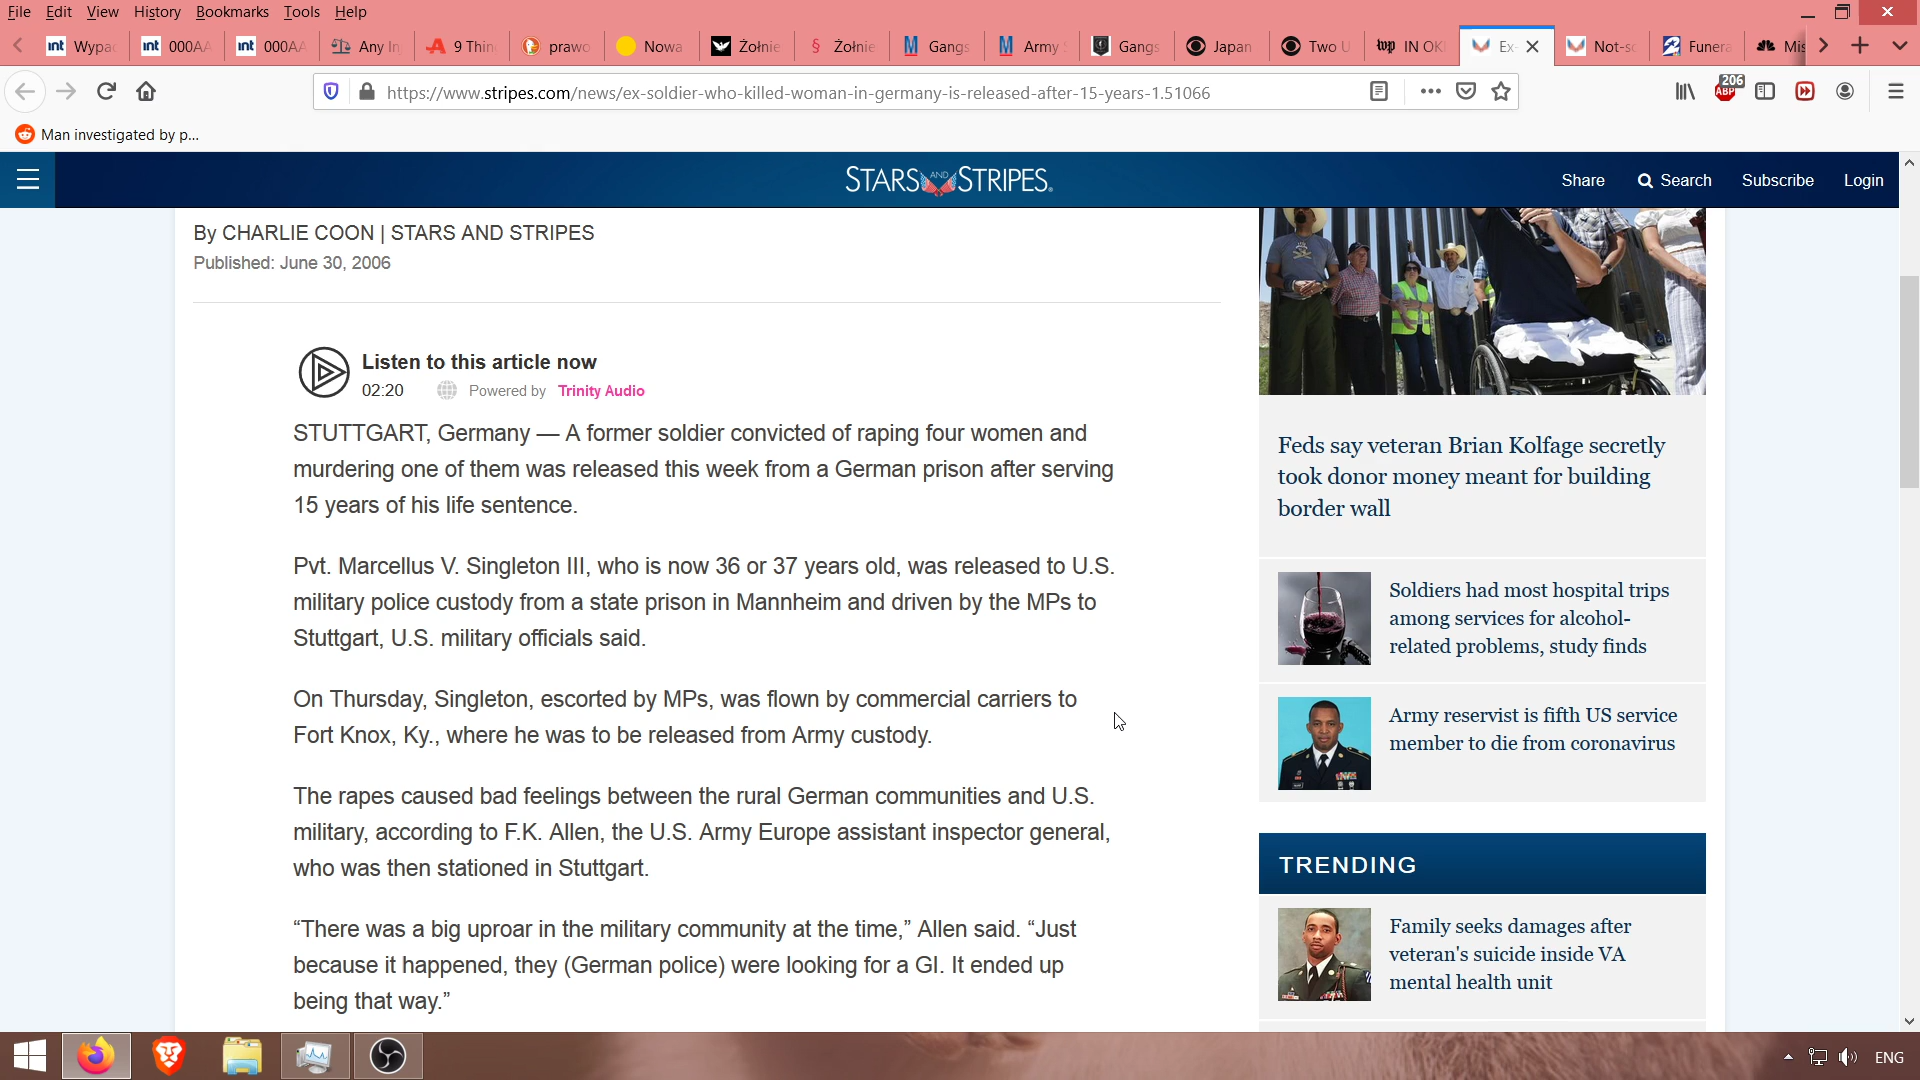 File Edit View History Bookmarks Tools Help
int Wypad int 000AA int 000AA Any In 9 Thin prawo Nowa Żołnie § Żołnie M Gangs M Army S Gangs Japan Two U top IN OK Ex- Not-so Funera Mis
https://www.stripes.com/news/ex-soldier-who-killed-woman-in-germany-is-released-after-15-years-1.51066
206
ABP
Man investigated by p...
STARS AND STRIPES.
Share Search Subscribe Login
By CHARLIE COON | STARS AND STRIPES
Published: June 30, 2006
Listen to this article now
02:20 Powered by Trinity Audio
STUTTGART, Germany — A former soldier convicted of raping four women and
murdering one of them was released this week from a German prison after serving
15 years of his life sentence.
Pvt. Marcellus V. Singleton III, who is now 36 or 37 years old, was released to U.S.
military police custody from a state prison in Mannheim and driven by the MPs to
Stuttgart, U.S. military officials said.
On Thursday, Singleton, escorted by MPs, was flown by commercial carriers to
Fort Knox, Ky., where he was to be released from Army custody.
The rapes caused bad feelings between the rural German communities and U.S.
military, according to F.K. Allen, the U.S. Army Europe assistant inspector general,
who was then stationed in Stuttgart.
“There was a big uproar in the military community at the time,” Allen said. “Just
because it happened, they (German police) were looking for a GI. It ended up
being that way.”
Feds say veteran Brian Kolfage secretly
took donor money meant for building
border wall
Soldiers had most hospital trips
among services for alcohol-
related problems, study finds
Army reservist is fifth US service
member to die from coronavirus
TRENDING
Family seeks damages after
veteran's suicide inside VA
mental health unit
ENG